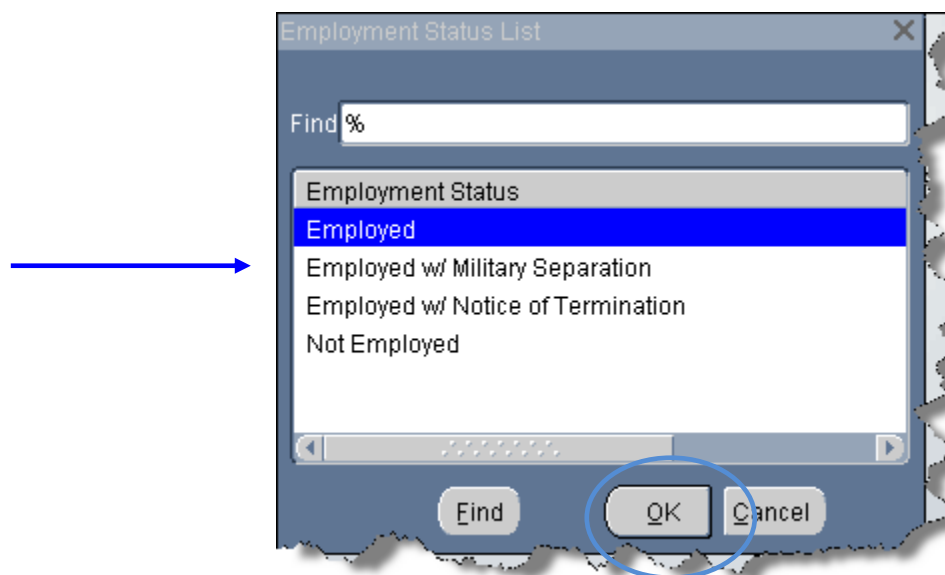 Employment Status List
Find %
Employment Status
Employed
Employed w/ Military Separation
Employed w/ Notice of Termination
Not Employed
Find OK Cancel